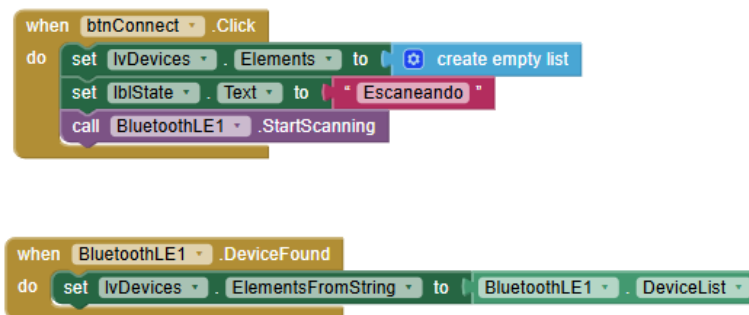 when btnConnect .Click
do set lvDevices . Elements to create empty list
set lblState . Text to " Escaneando "
call BluetoothLE1 .StartScanning
when BluetoothLE1 .DeviceFound
do set lvDevices . ElementsFromString to BluetoothLE1 . DeviceList